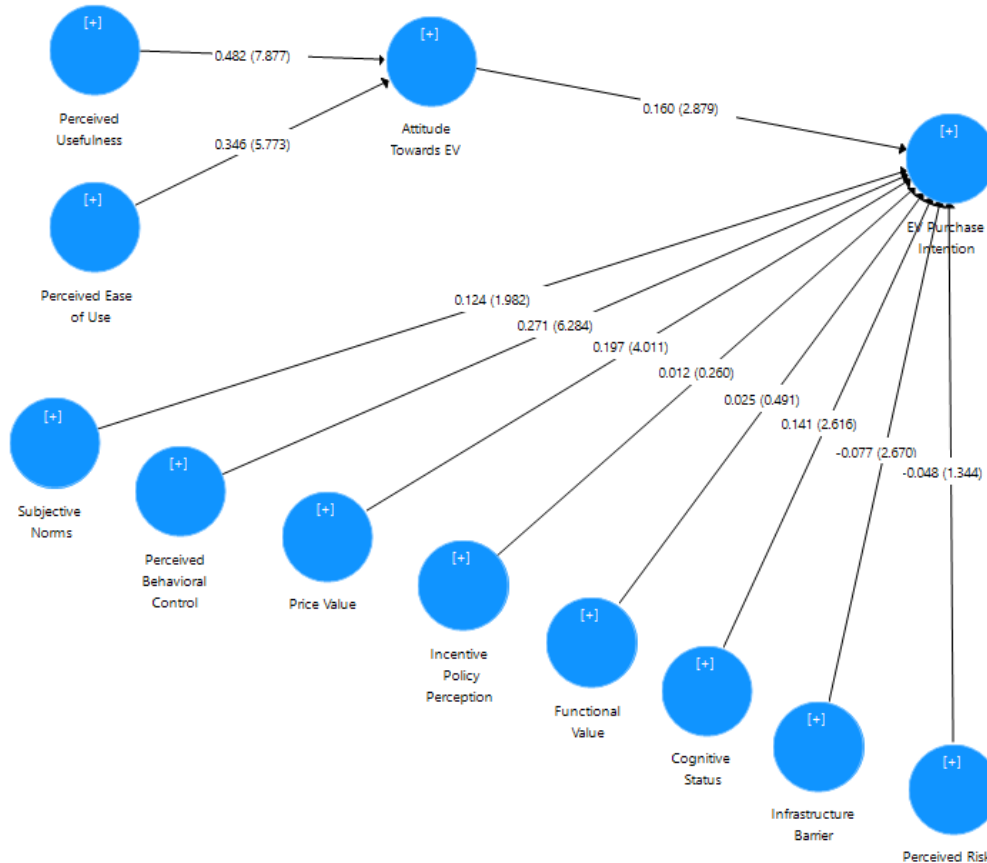 [+]
Perceived
Usefulness
0.482 (7.877)
[+]
Attitude
Towards EV
0.160 (2.879)
[+]
EV Purchase
Intention
0.346 (5.773)
[+]
Perceived Ease
of Use
0.124 (1.982)
0.271 (6.284)
0.197 (4.011)
0.012 (0.260)
0.025 (0.491)
0.141 (2.616)
-0.077 (2.670)
-0.048 (1.344)
[+]
Subjective
Norms
[+]
Perceived
Behavioral
Control
[+]
Price Value
[+]
Incentive
Policy
Perception
[+]
Functional
Value
[+]
Cognitive
Status
[+]
Infrastructure
Barrier
[+]
Perceived Risk